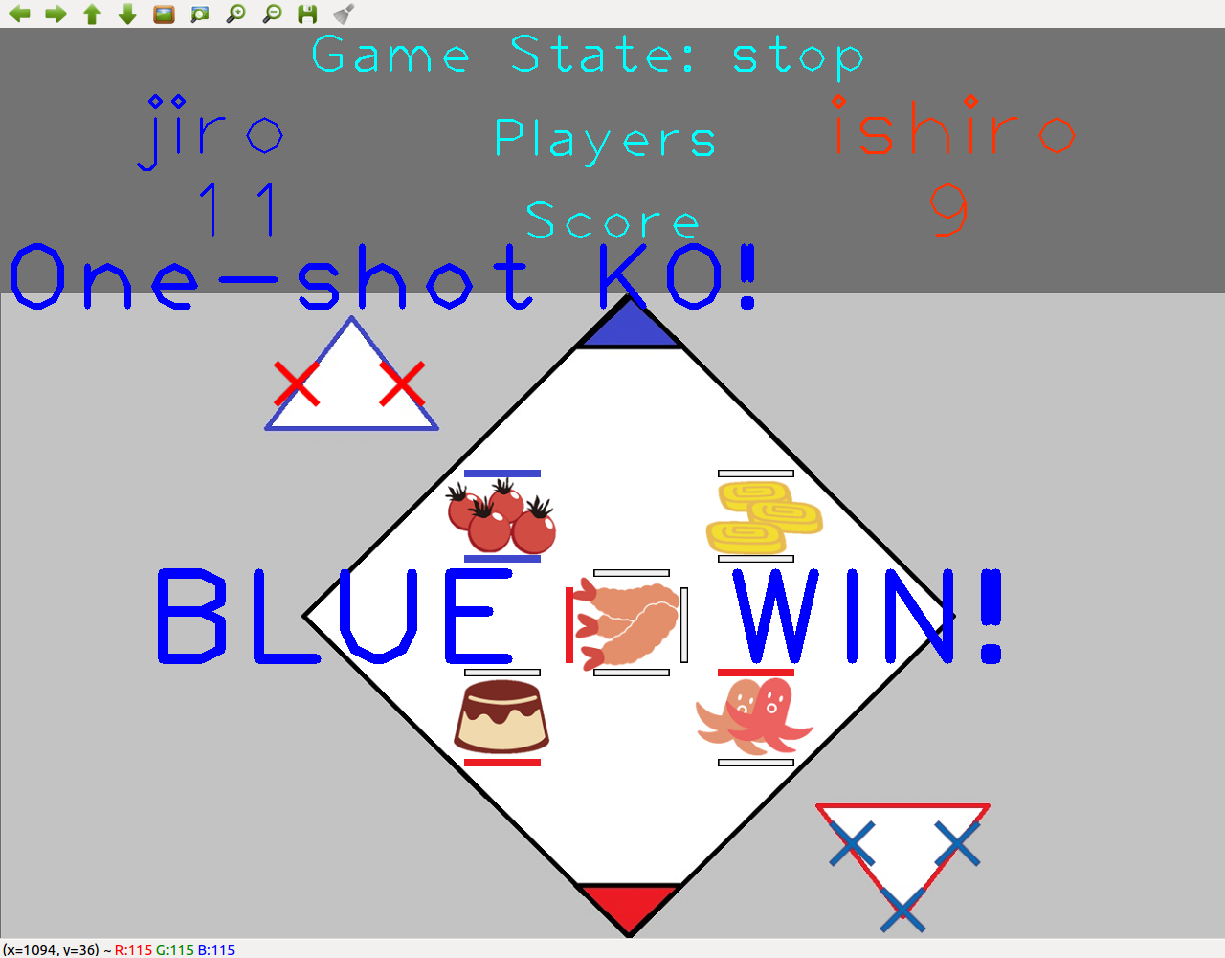 Game State: stop
jiro Players ishiro
11 Score 9
One-shot KO!
BLUE WIN!
(x=1094, y=36) ~ R:115 G:115 B:115